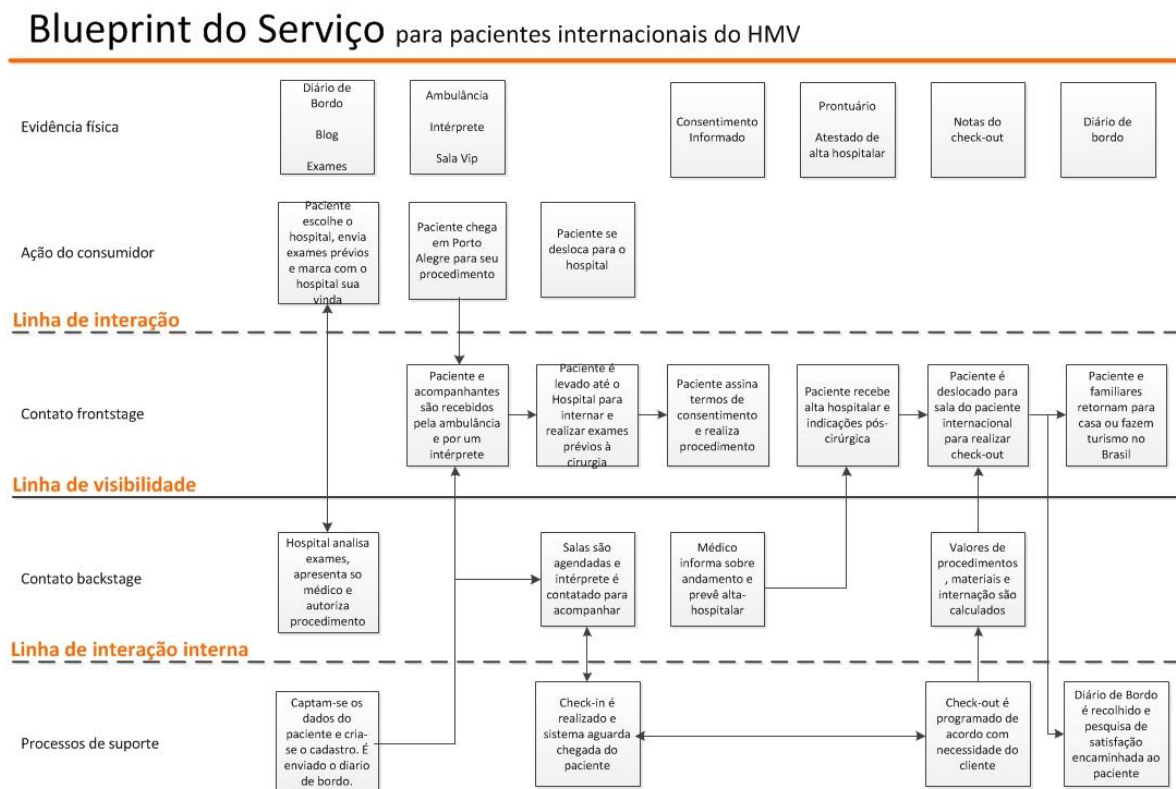 Blueprint do Serviço para pacientes internacionais do HMV
Evidência física
Diário de
Bordo
Blog
Exames
Ambulância
Intérprete
Sala Vip
Consentimento
Informado
Prontuário
Atestado de
alta hospitalar
Notas do
check-out
Diário de
bordo
Ação do consumidor
Paciente
escolhe o
hospital, envia
exames prévios
e marca com o
hospital sua
vinda
Paciente chega
em Porto
Alegre para seu
procedimento
Paciente se
desloca para o
hospital
Linha de interação
Contato frontstage
Paciente e
acompanhantes
são recebidos
pela ambulância
e por um
intérprete
Paciente é
levado até o
Hospital para
internar e
realizar exames
prévios à
cirurgia
Paciente assina
termos de
consentimento
e realiza
procedimento
Paciente recebe
alta hospitalar e
indicações pós-
cirúrgica
Paciente é
deslocado para
sala do paciente
internacional
para realizar
check-out
Paciente e
familiares
retornam para
casa ou fazem
turismo no
Brasil
Linha de visibilidade
Contato backstage
Hospital analisa
exames,
apresenta so
médico e
autoriza
procedimento
Salas são
agendadas e
intérprete é
contatado para
acompanhar
Médico
informa sobre
andamento e
prevê alta-
hospitalar
Valores de
procedimentos
, materiais e
internação são
calculados
Linha de interação interna
Processos de suporte
Captam-se os
dados do
paciente e cria-
se o cadastro. É
enviado o diario
de bordo.
Check-in é
realizado e
sistema aguarda
chegada do
paciente
Check-out é
programado de
acordo com
necessidade do
cliente
Diário de Bordo
é recolhido e
pesquisa de
satisfação
encaminhada ao
paciente